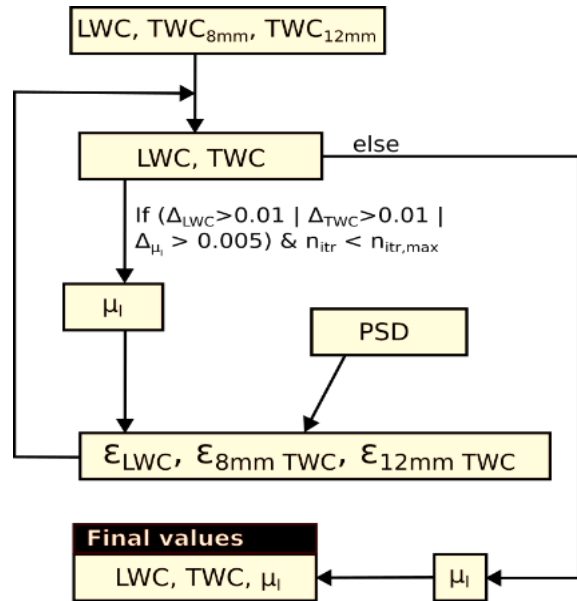 LWC, TWC8mm, TWC12mm
LWC, TWC
else
If (ΔLWC>0.01 | ΔTWC>0.01 |
Δμl > 0.005) & nitr < nitr,max
μl
PSD
εLWC, ε8mm TWC, ε12mm TWC
Final values
LWC, TWC, μl
μl